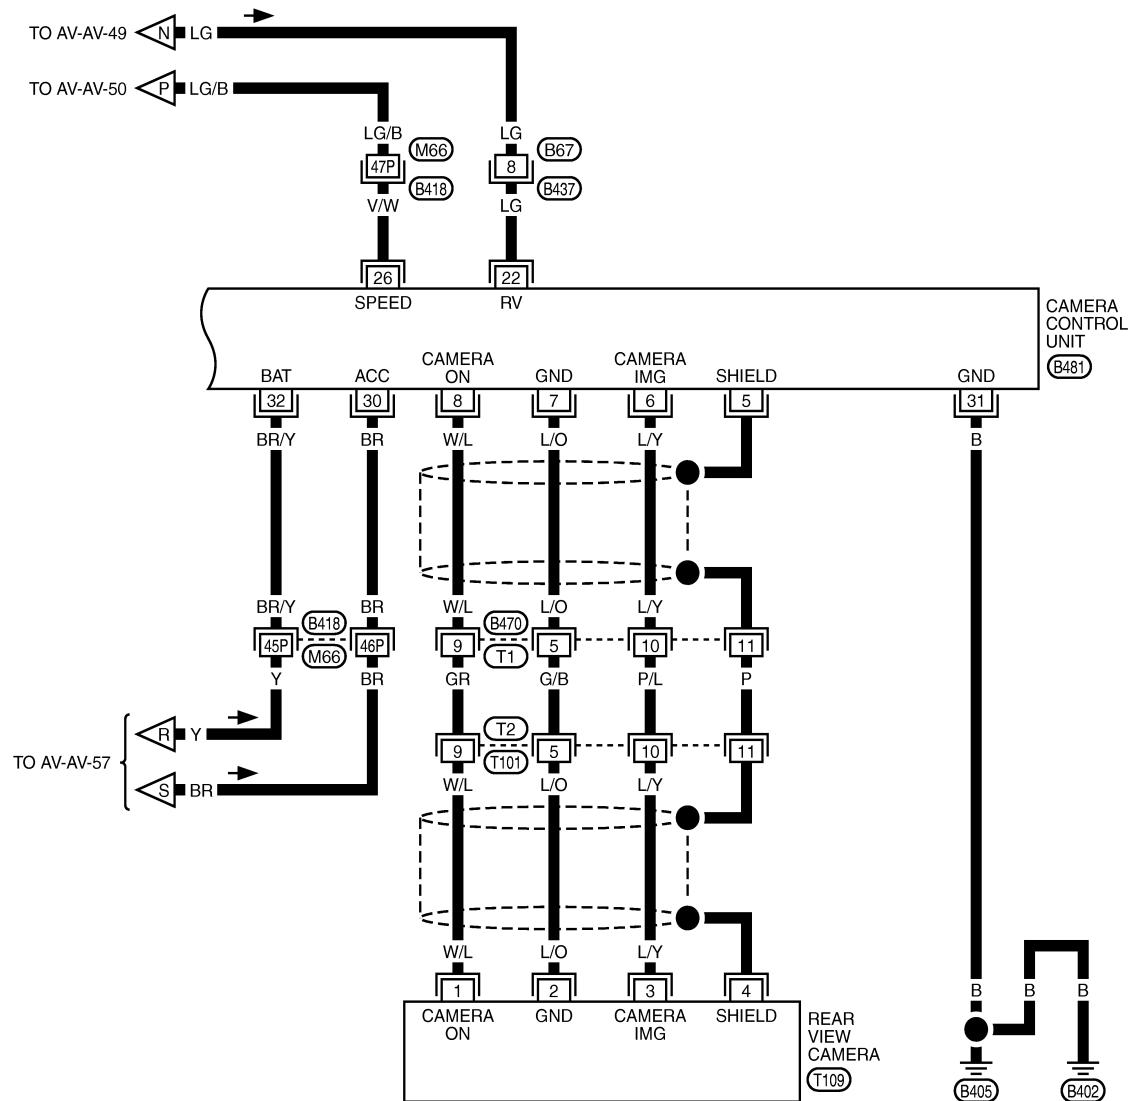 TO AV-AV-49 N LG
TO AV-AV-50 P LG/B
LG/B LG
M66 B67
47P 8
B418 B437
V/W LG
26 22
SPEED RV
CAMERA
CONTROL
UNIT
B481
BAT ACC CAMERA ON GND CAMERA IMG SHIELD GND
32 30 8 7 6 5 31
BR/Y BR W/L L/O L/Y B
BR/Y BR W/L L/O L/Y
B418 B470
45P 46P 9 5 10 11
M66 T1
Y BR GR G/B P/L P
R Y
T2
9 5 10 11
T101
TO AV-AV-57
S BR
W/L L/O L/Y
W/L L/O L/Y
1 2 3 4
B B B
CAMERA ON GND CAMERA IMG SHIELD
REAR
VIEW
CAMERA
T109
B405 B402